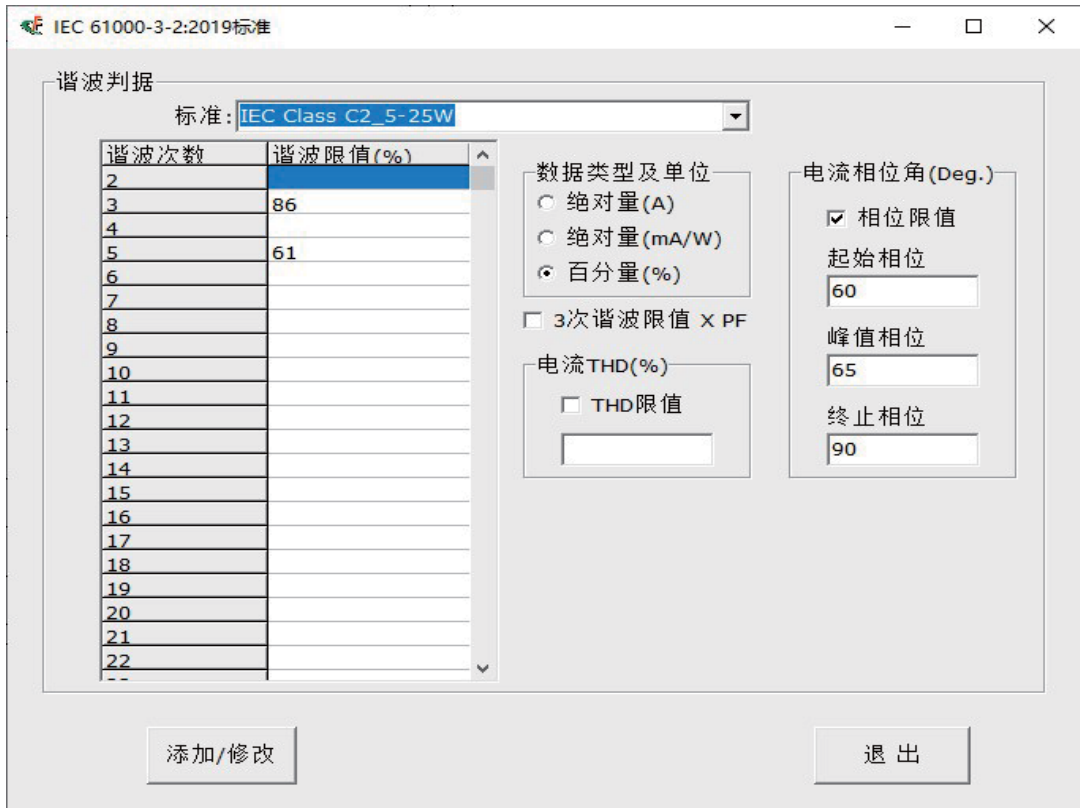 IEC 61000-3-2:2019标准
谐波判据
标准: IEC Class C2_5-25W
谐波次数 谐波限值(%)
2
3 86
4
5 61
6
7
8
9
10
11
12
13
14
15
16
17
18
19
20
21
22
数据类型及单位
绝对量(A)
绝对量(mA/W)
百分量(%)
3次谐波限值 X PF
电流THD(%)
THD限值
电流相位角(Deg.)
相位限值
起始相位
60
峰值相位
65
终止相位
90
添加/修改
退 出